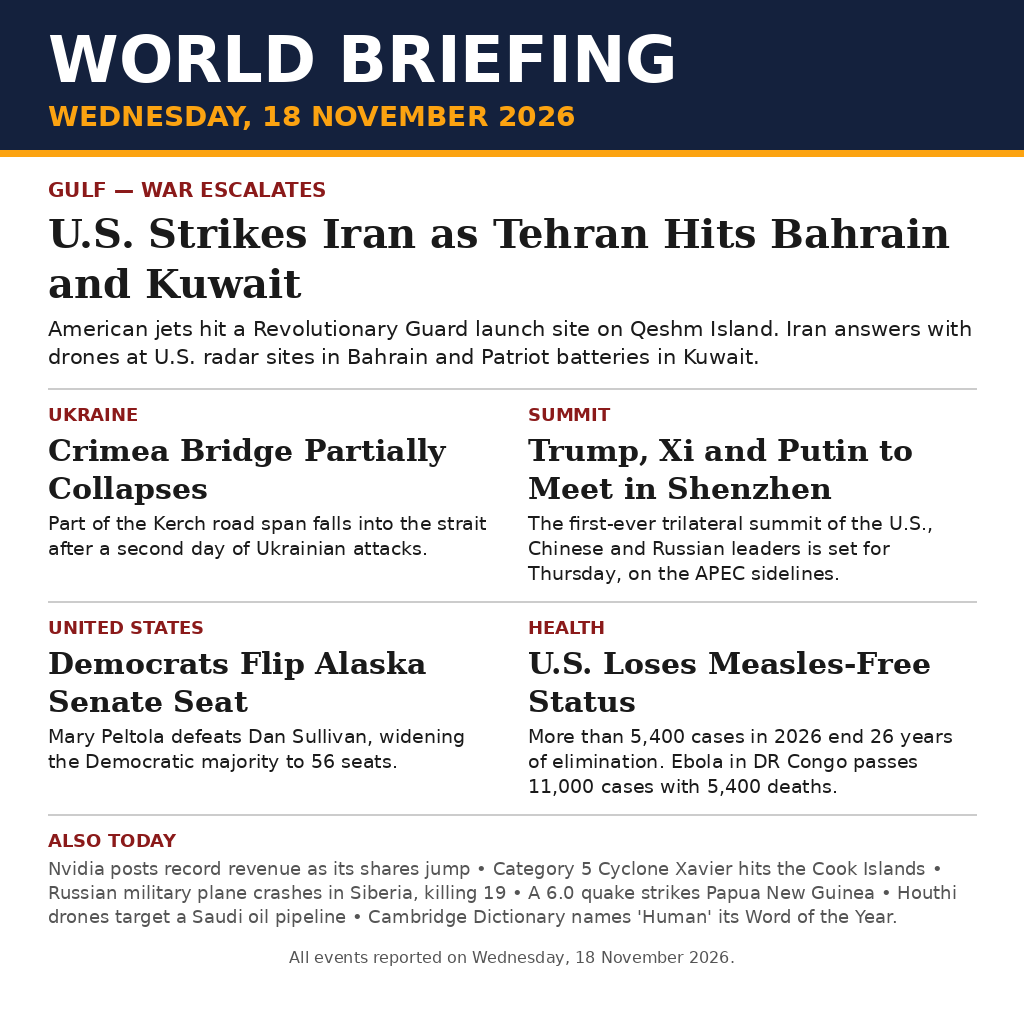 WORLD BRIEFING
WEDNESDAY, 18 NOVEMBER 2026
GULF — WAR ESCALATES
U.S. Strikes Iran as Tehran Hits Bahrain
and Kuwait
American jets hit a Revolutionary Guard launch site on Qeshm Island. Iran answers with
drones at U.S. radar sites in Bahrain and Patriot batteries in Kuwait.
UKRAINE
Crimea Bridge Partially
Collapses
Part of the Kerch road span falls into the strait
after a second day of Ukrainian attacks.
SUMMIT
Trump, Xi and Putin to
Meet in Shenzhen
The first-ever trilateral summit of the U.S.,
Chinese and Russian leaders is set for
Thursday, on the APEC sidelines.
UNITED STATES
Democrats Flip Alaska
Senate Seat
Mary Peltola defeats Dan Sullivan, widening
the Democratic majority to 56 seats.
HEALTH
U.S. Loses Measles-Free
Status
More than 5,400 cases in 2026 end 26 years
of elimination. Ebola in DR Congo passes
11,000 cases with 5,400 deaths.
ALSO TODAY
Nvidia posts record revenue as its shares jump • Category 5 Cyclone Xavier hits the Cook Islands •
Russian military plane crashes in Siberia, killing 19 • A 6.0 quake strikes Papua New Guinea • Houthi
drones target a Saudi oil pipeline • Cambridge Dictionary names 'Human' its Word of the Year.
All events reported on Wednesday, 18 November 2026.